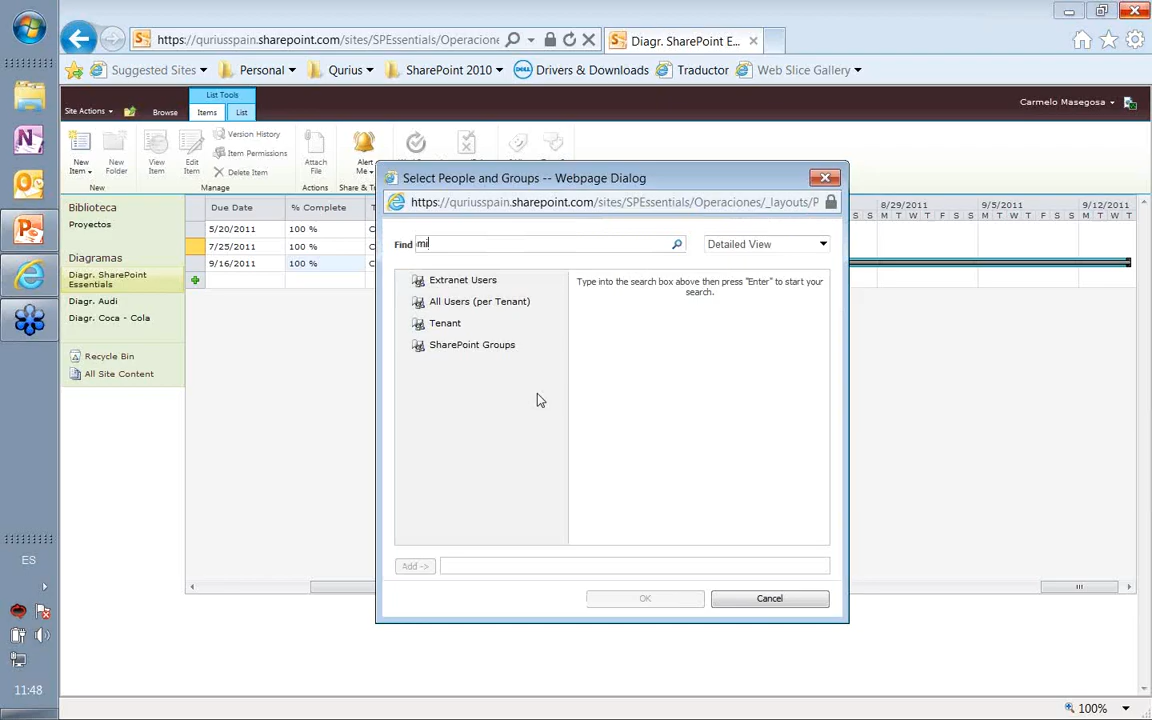 https://quriusspain.sharepoint.com/sites/SPEssentials/Operacione
Diagr. SharePoint E...
Suggested Sites
Personal
Qurius
SharePoint 2010
Drivers & Downloads
Traductor
Web Slice Gallery
List Tools
Site Actions
Browse
Items
List
Carmelo Masegosa
New Item
New Folder
View Item
Edit Item
Version History
Item Permissions
Delete Item
Attach File
Alert Me
New
Manage
Actions
Share & T
Select People and Groups -- Webpage Dialog
https://quriusspain.sharepoint.com/sites/SPEssentials/Operaciones/_layouts/P
Biblioteca
Proyectos
Diagramas
Diagr. SharePoint Essentials
Diagr. Audi
Diagr. Coca - Cola
Recycle Bin
All Site Content
Due Date
% Complete
T
5/20/2011
100 %
C
7/25/2011
100 %
C
9/16/2011
100 %
C
8/29/2011
9/5/2011
9/12/2011
S S M T W T F S S M T W T F S S M T W T
Find
mi
Detailed View
Extranet Users
All Users (per Tenant)
Tenant
SharePoint Groups
Type into the search box above then press "Enter" to start your search.
Add ->
OK
Cancel
ES
11:48
100%